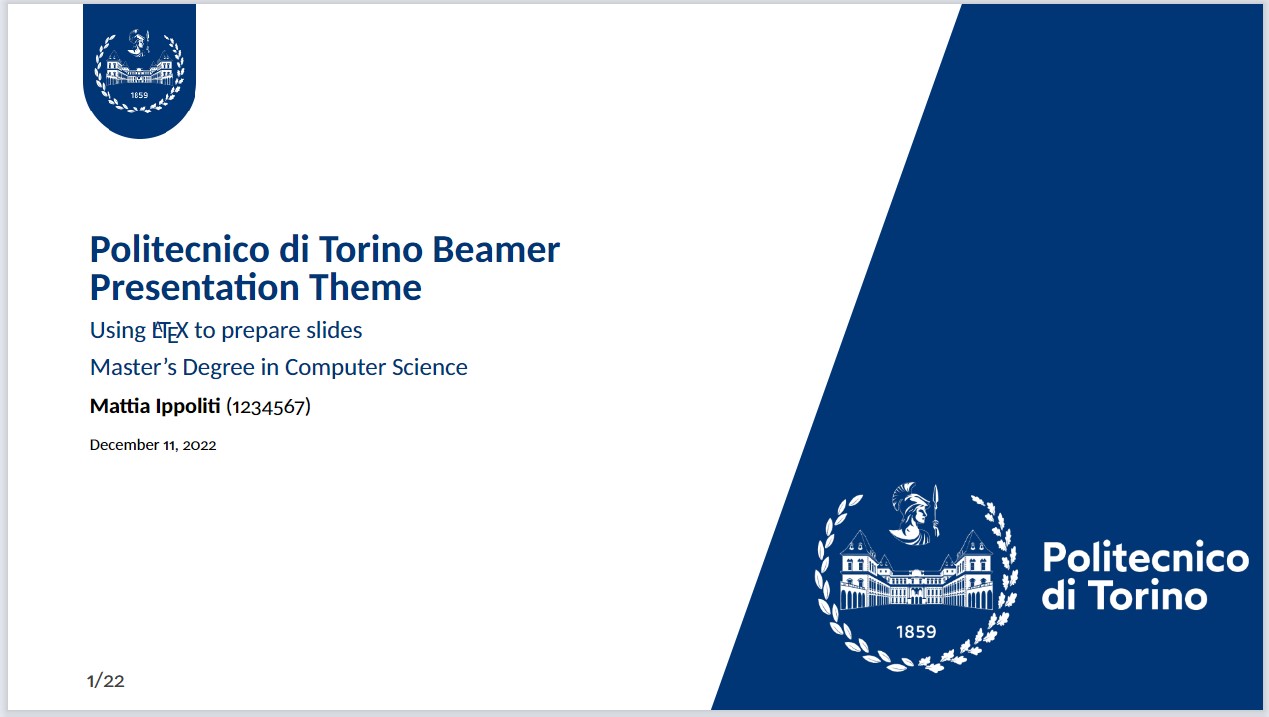 1859
Politecnico di Torino Beamer
Presentation Theme
Using LATEX to prepare slides
Master’s Degree in Computer Science
Mattia Ippoliti (1234567)
December 11, 2022
1859
Politecnico
di Torino
1/22